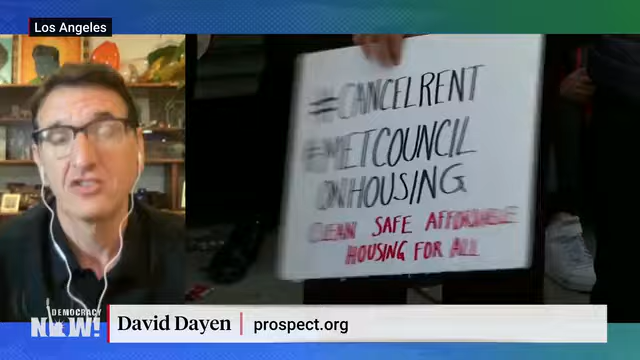 Los Angeles
#CANCELRENT
#METCOUNCIL
ONHOUSING
CLEAN SAFE AFFORDABLE
HOUSING FOR ALL
DEMOCRACY
NOW!
David Dayen | prospect.org